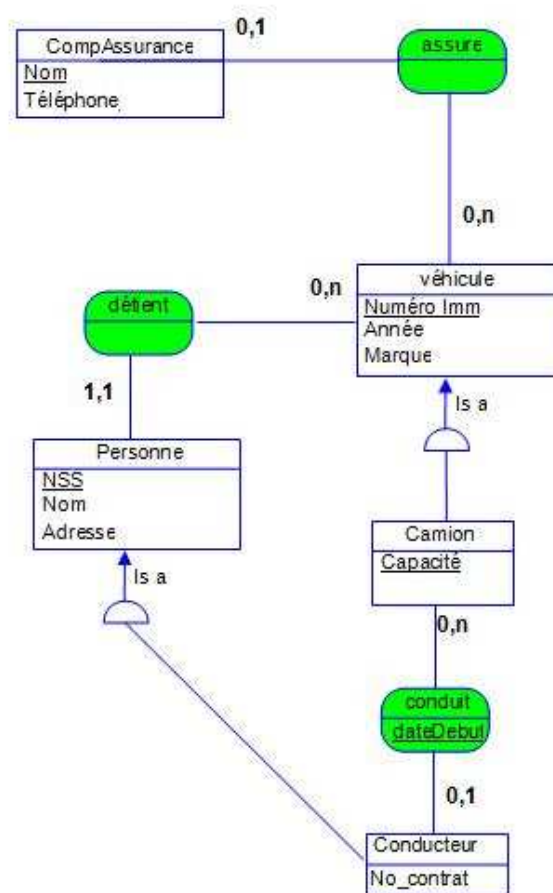 0,1
CompAssurance
assure
Nom
Téléphone
0,n
véhicule
0,n
détient
Numéro Imm
Année
Marque
1,1
Is a
Personne
NSS
Nom
Adresse
Camion
Capacité
Is a
0,n
conduit
dateDebut
0,1
Conducteur
No_contrat